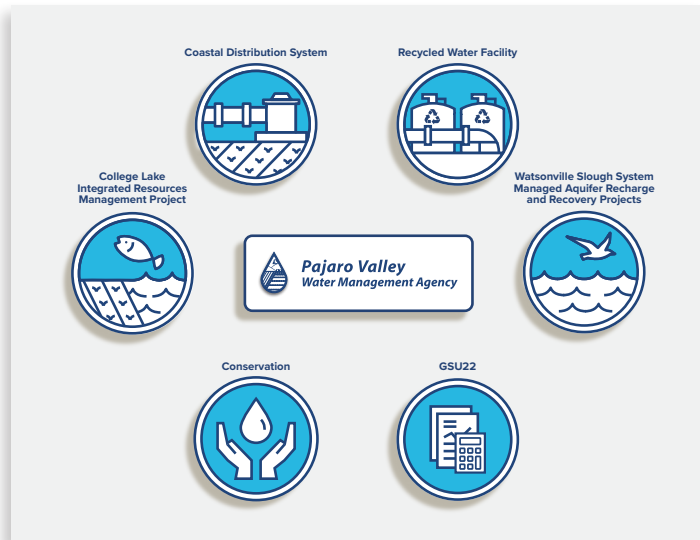 Coastal Distribution System
Recycled Water Facility
College Lake
Integrated Resources
Management Project
Watsonville Slough System
Managed Aquifer Recharge
and Recovery Projects
Pajaro Valley
Water Management Agency
Conservation
GSU22